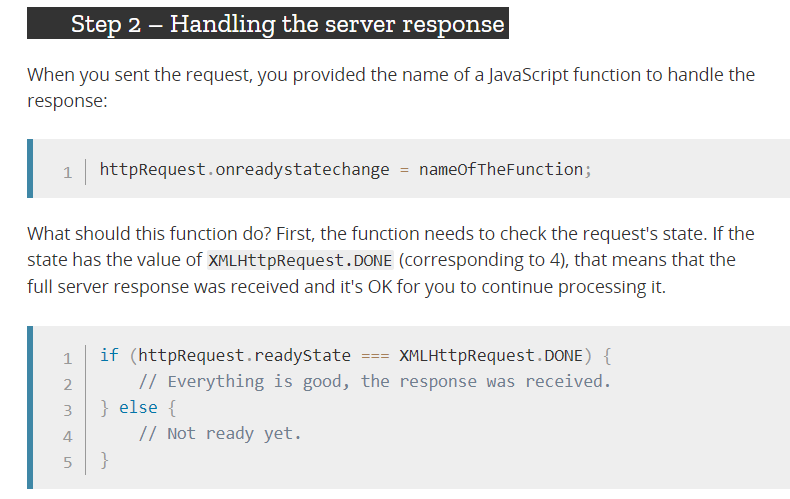 Step 2 – Handling the server response
When you sent the request, you provided the name of a JavaScript function to handle the
response:
1 httpRequest.onreadystatechange = nameOfTheFunction;
What should this function do? First, the function needs to check the request's state. If the
state has the value of XMLHttpRequest.DONE (corresponding to 4), that means that the
full server response was received and it's OK for you to continue processing it.
1 if (httpRequest.readyState === XMLHttpRequest.DONE) {
2     // Everything is good, the response was received.
3 } else {
4     // Not ready yet.
5 }